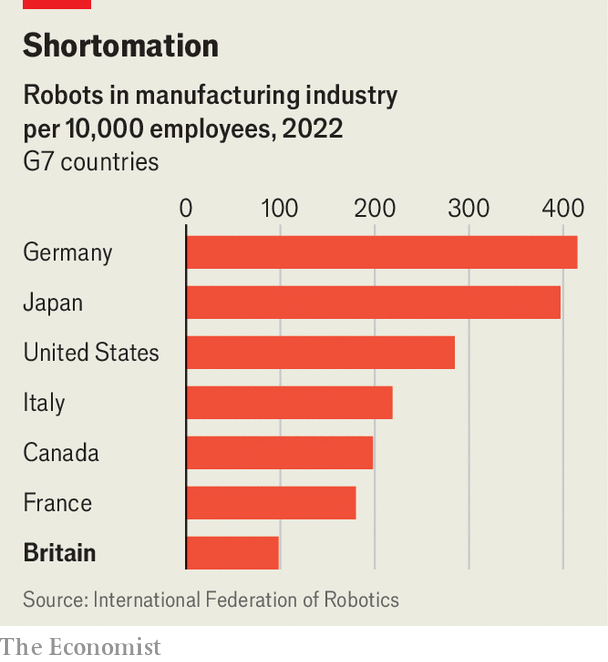 Shortomation
Robots in manufacturing industry
per 10,000 employees, 2022
G7 countries
0 100 200 300 400
Germany
Japan
United States
Italy
Canada
France
Britain
Source: International Federation of Robotics
The Economist